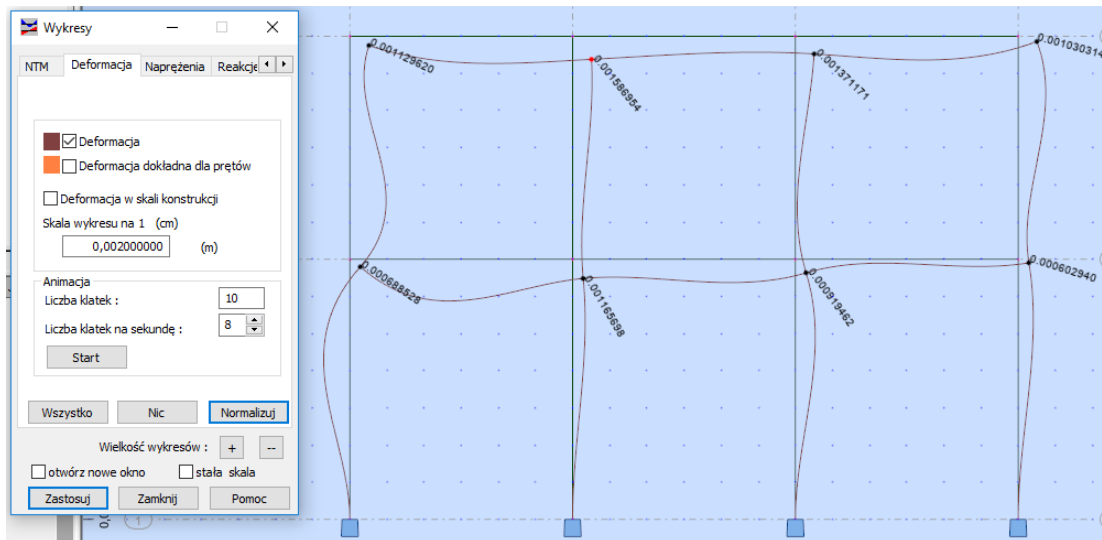 Wykresy
NTM Deformacja Naprężenia Reakcje
Deformacja
Deformacja dokładna dla prętów
Deformacja w skali konstrukcji
Skala wykresu na 1 (cm)
0,002000000 (m)
Animacja
Liczba klatek : 10
Liczba klatek na sekundę : 8
Start
Wszystko Nic Normalizuj
Wielkość wykresów : + --
otwórz nowe okno stała skala
Zastosuj Zamknij Pomoc
0.001129620
0.001586954
0.001371171
0.001030314
0.000688528
0.001165698
0.000919462
0.000602940
1